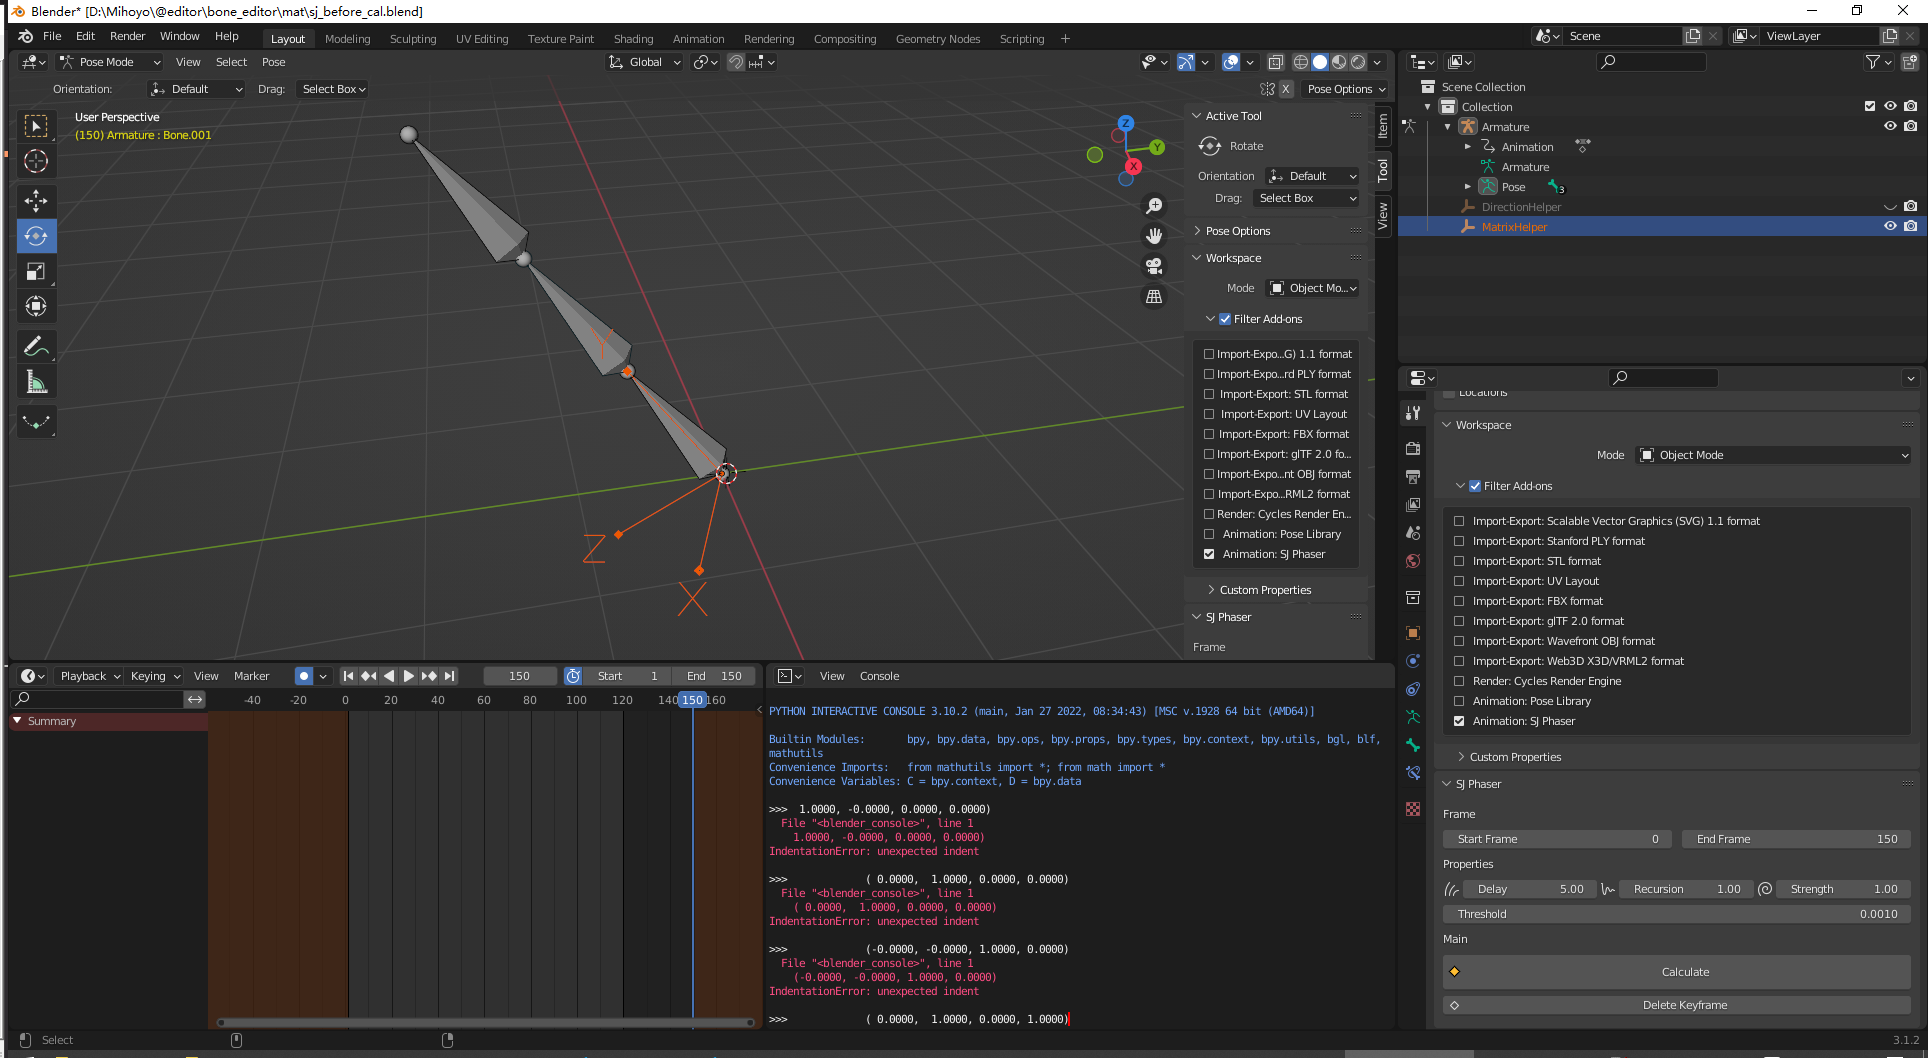 Blender* [D:\Mihoyo\@editor\bone_editor\mat\sj_before_cal.blend]
File Edit Render Window Help Layout Modeling Sculpting UV Editing Texture Paint Shading Animation Rendering Compositing Geometry Nodes Scripting + Scene ViewLayer
Pose Mode View Select Pose Global
Orientation: Default Drag: Select Box X Pose Options
User Perspective
(150) Armature : Bone.001
Z
Y
X
Y
Z
X
Active Tool
Rotate
Orientation Default
Drag: Select Box
Pose Options
Workspace
Mode Object Mo...
Filter Add-ons
Import-Expo...G) 1.1 format
Import-Expo...rd PLY format
Import-Export: STL format
Import-Export: UV Layout
Import-Export: FBX format
Import-Export: glTF 2.0 fo...
Import-Expo...nt OBJ format
Import-Expo...RML2 format
Render: Cycles Render En...
Animation: Pose Library
Animation: SJ Phaser
Custom Properties
SJ Phaser
Frame
Item
Tool
View
Scene Collection
Collection
Armature
Animation
Armature
Pose 3
DirectionHelper
MatrixHelper
Locations
Workspace
Mode Object Mode
Filter Add-ons
Import-Export: Scalable Vector Graphics (SVG) 1.1 format
Import-Export: Stanford PLY format
Import-Export: STL format
Import-Export: UV Layout
Import-Export: FBX format
Import-Export: glTF 2.0 format
Import-Export: Wavefront OBJ format
Import-Export: Web3D X3D/VRML2 format
Render: Cycles Render Engine
Animation: Pose Library
Animation: SJ Phaser
Custom Properties
SJ Phaser
Frame
Start Frame 0 End Frame 150
Properties
Delay 5.00 Recursion 1.00 Strength 1.00
Threshold 0.0010
Main
Calculate
Delete Keyframe
Playback Keying View Marker 150 Start 1 End 150
-40 -20 0 20 40 60 80 100 120 140 150 160
Summary
View Console
PYTHON INTERACTIVE CONSOLE 3.10.2 (main, Jan 27 2022, 08:34:43) [MSC v.1928 64 bit (AMD64)]
Builtin Modules: bpy, bpy.data, bpy.ops, bpy.props, bpy.types, bpy.context, bpy.utils, bgl, blf,
mathutils
Convenience Imports: from mathutils import *; from math import *
Convenience Variables: C = bpy.context, D = bpy.data
>>> 1.0000, -0.0000, 0.0000, 0.0000)
File "<blender_console>", line 1
1.0000, -0.0000, 0.0000, 0.0000)
IndentationError: unexpected indent
>>> ( 0.0000, 1.0000, 0.0000, 0.0000)
File "<blender_console>", line 1
( 0.0000, 1.0000, 0.0000, 0.0000)
IndentationError: unexpected indent
>>> (-0.0000, -0.0000, 1.0000, 0.0000)
File "<blender_console>", line 1
(-0.0000, -0.0000, 1.0000, 0.0000)
IndentationError: unexpected indent
>>> ( 0.0000, 1.0000, 0.0000, 1.0000)
Select
3.1.2